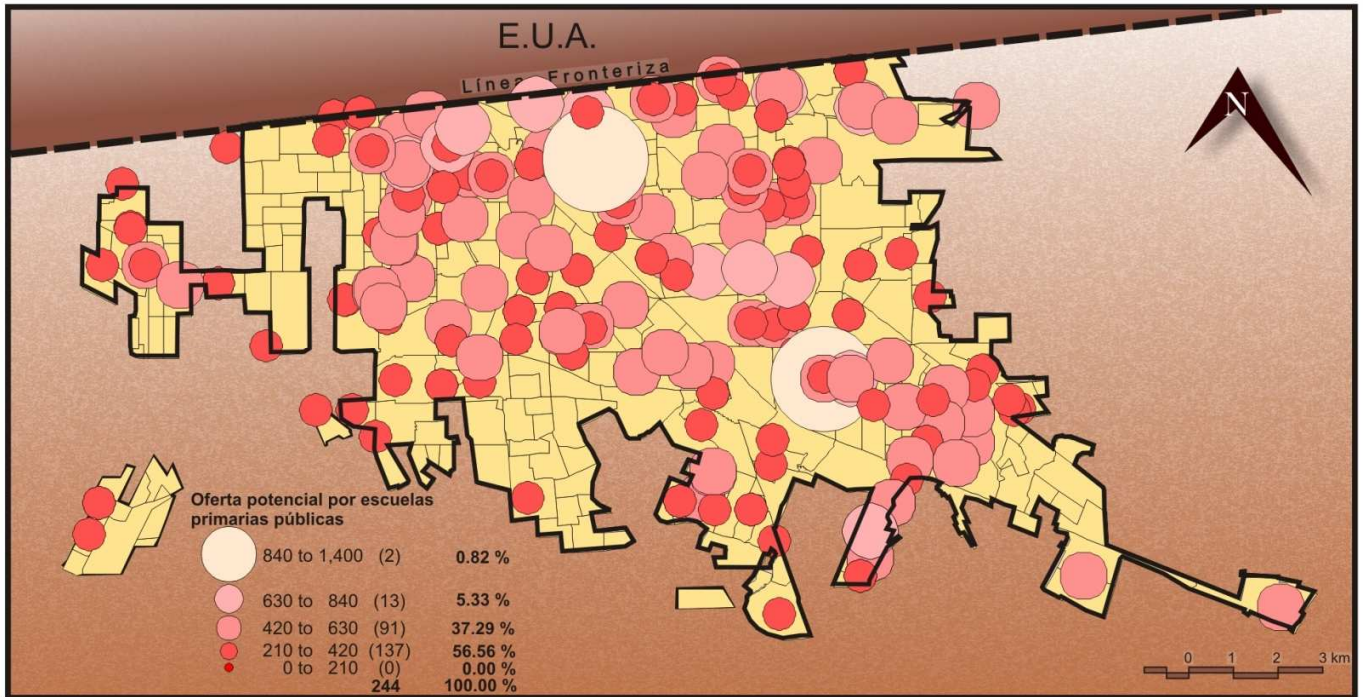 E.U.A.
Línea Fronteriza
N
Oferta potencial por escuelas
primarias públicas
840 to 1,400 (2) 0.82 %
630 to 840 (13) 5.33 %
420 to 630 (91) 37.29 %
210 to 420 (137) 56.56 %
0 to 210 (0) 0.00 %
244 100.00 %
0 1 2 3 km